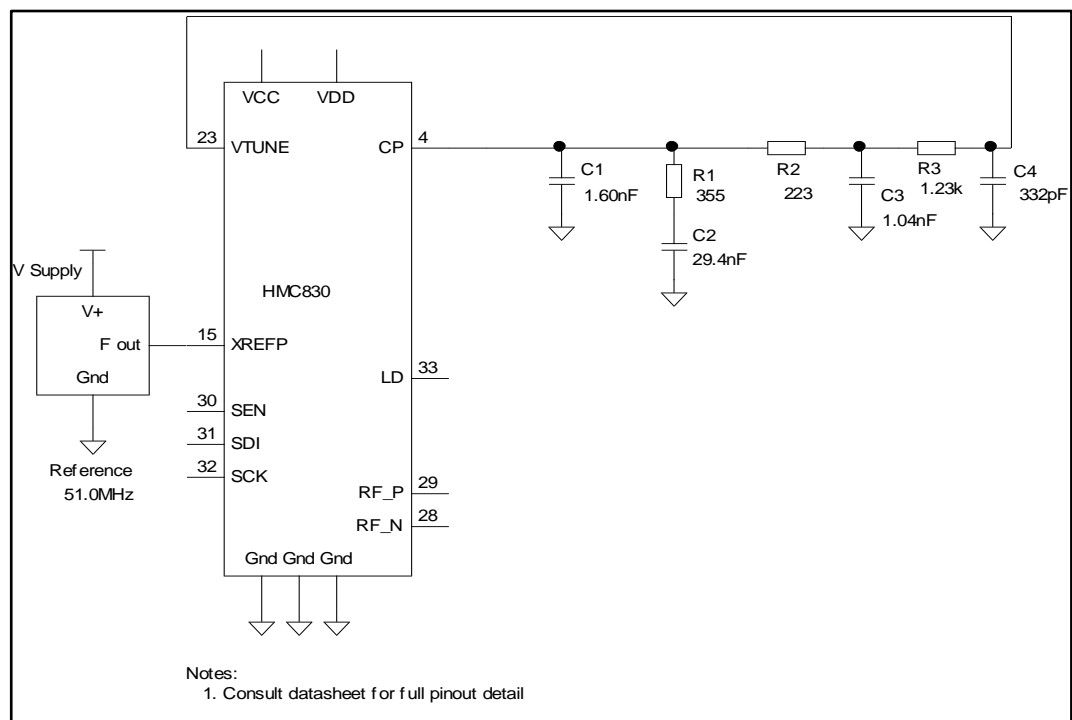 VCC
VDD
23
VTUNE
CP
4
C1
1.60nF
R1
355
C2
29.4nF
R2
223
C3
1.04nF
R3
1.23k
C4
332pF
V Supply
V+
F out
Gnd
HMC830
15
XREFP
LD
33
30
SEN
31
SDI
32
SCK
Reference
51.0MHz
RF_P
29
RF_N
28
Gnd Gnd Gnd
Notes:
1. Consult datasheet for full pinout detail